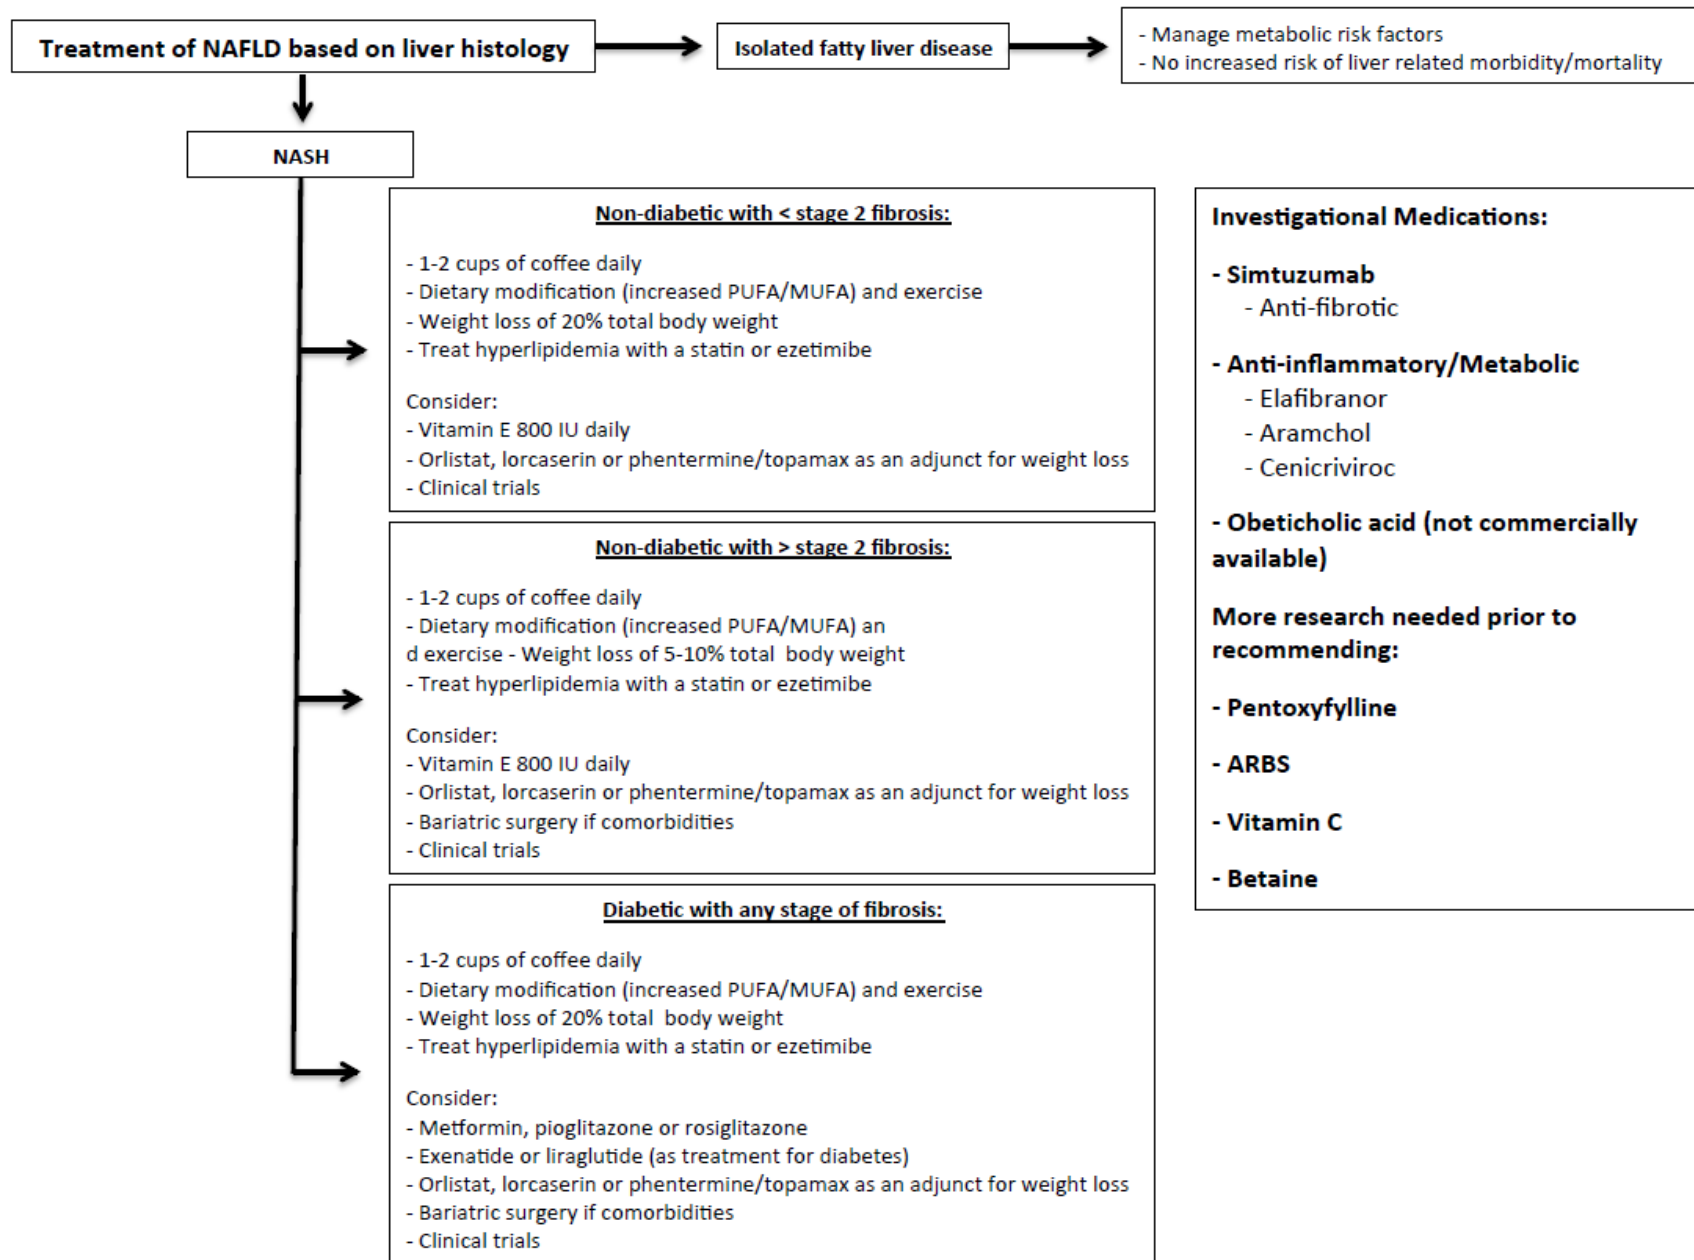 Treatment of NAFLD based on liver histology
Isolated fatty liver disease
- Manage metabolic risk factors
- No increased risk of liver related morbidity/mortality
NASH
Non-diabetic with < stage 2 fibrosis:
- 1-2 cups of coffee daily
- Dietary modification (increased PUFA/MUFA) and exercise
- Weight loss of 20% total body weight
- Treat hyperlipidemia with a statin or ezetimibe
Consider:
- Vitamin E 800 IU daily
- Orlistat, lorcaserin or phentermine/topamax as an adjunct for weight loss
- Clinical trials
Non-diabetic with > stage 2 fibrosis:
- 1-2 cups of coffee daily
- Dietary modification (increased PUFA/MUFA) an
d exercise - Weight loss of 5-10% total body weight
- Treat hyperlipidemia with a statin or ezetimibe
Consider:
- Vitamin E 800 IU daily
- Orlistat, lorcaserin or phentermine/topamax as an adjunct for weight loss
- Bariatric surgery if comorbidities
- Clinical trials
Diabetic with any stage of fibrosis:
- 1-2 cups of coffee daily
- Dietary modification (increased PUFA/MUFA) and exercise
- Weight loss of 20% total body weight
- Treat hyperlipidemia with a statin or ezetimibe
Consider:
- Metformin, pioglitazone or rosiglitazone
- Exenatide or liraglutide (as treatment for diabetes)
- Orlistat, lorcaserin or phentermine/topamax as an adjunct for weight loss
- Bariatric surgery if comorbidities
- Clinical trials
Investigational Medications:
- Simtuzumab
- Anti-fibrotic
- Anti-inflammatory/Metabolic
- Elafibranor
- Aramchol
- Cenicriviroc
- Obeticholic acid (not commercially
available)
More research needed prior to
recommending:
- Pentoxyfylline
- ARBS
- Vitamin C
- Betaine